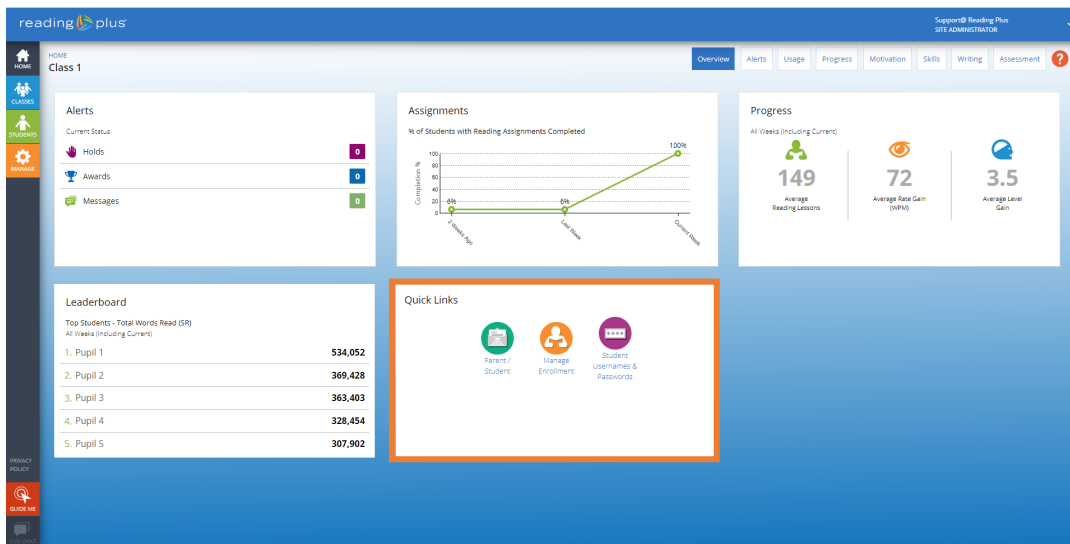 reading plus
Support@ Reading Plus
SITE ADMINISTRATOR
HOME
CLASSES
STUDENTS
MANAGE
PRIVACY
POLICY
GUIDE ME
LIVE CHAT
HOME
Class 1
Overview
Alerts
Usage
Progress
Motivation
Skills
Writing
Assessment
?
Alerts
Current Status
Holds 0
Awards 0
Messages 0
Assignments
% of Students with Reading Assignments Completed
Completion %
100
80
60
40
20
0
6%
6%
100%
2 Weeks Ago
Last Week
Current Week
Progress
All Weeks (Including Current)
149
Average
Reading Lessons
72
Average Rate Gain
(WPM)
3.5
Average Level
Gain
Leaderboard
Top Students - Total Words Read (SR)
All Weeks (Including Current)
1. Pupil 1 534,052
2. Pupil 2 369,428
3. Pupil 3 363,403
4. Pupil 4 328,454
5. Pupil 5 307,902
Quick Links
Parent /
Student
Manage
Enrollment
Student
Usernames &
Passwords